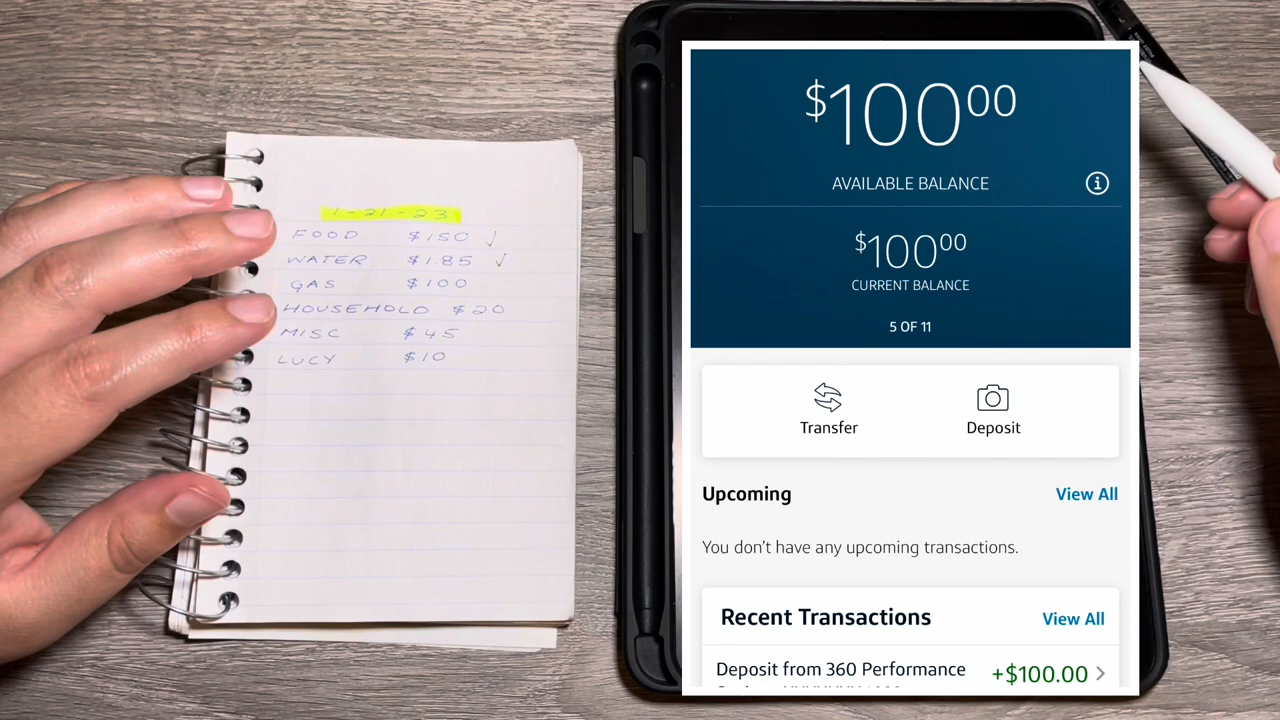 1-21-23
FOOD $150 ✓
WATER $1.85 ✓
GAS $100
HOUSEHOLD $20
MISC $45
LUCY $10
$100.00
AVAILABLE BALANCE
$100.00
CURRENT BALANCE
5 OF 11
Transfer Deposit
Upcoming View All
You don't have any upcoming transactions.
Recent Transactions View All
Deposit from 360 Performance +$100.00